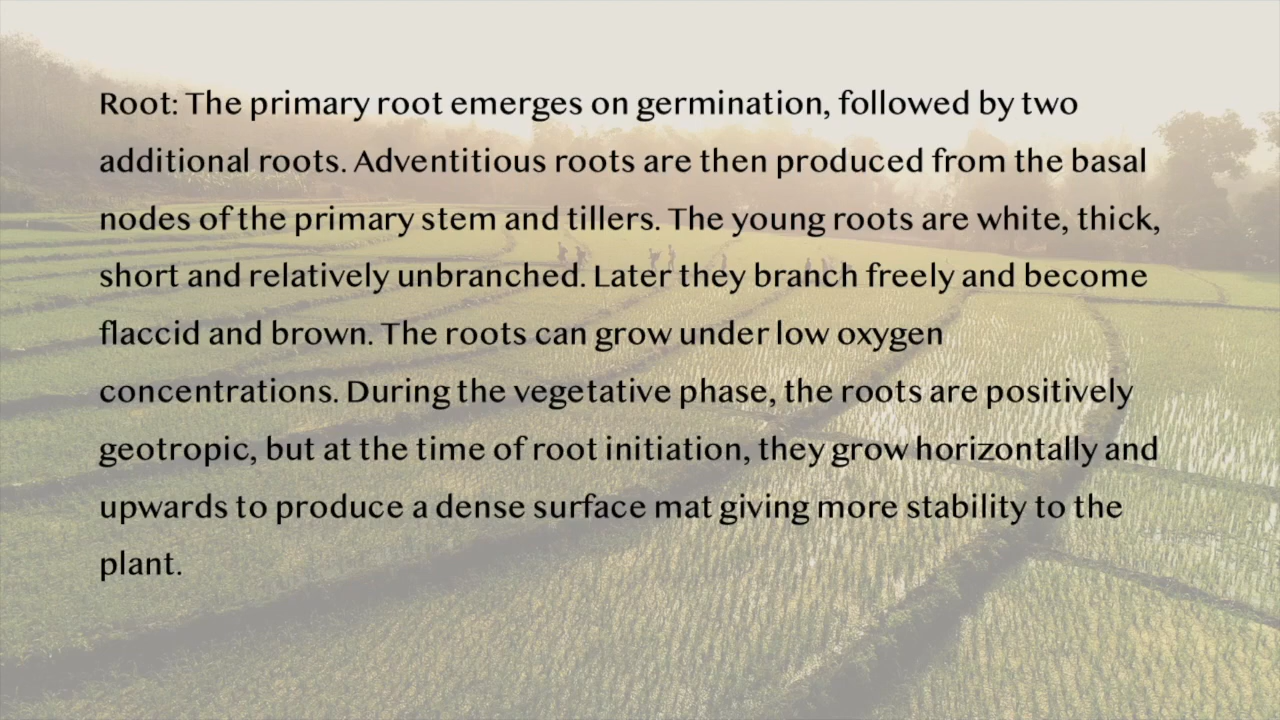 Root: The primary root emerges on germination, followed by two
additional roots. Adventitious roots are then produced from the basal
nodes of the primary stem and tillers. The young roots are white, thick,
short and relatively unbranched. Later they branch freely and become
flaccid and brown. The roots can grow under low oxygen
concentrations. During the vegetative phase, the roots are positively
geotropic, but at the time of root initiation, they grow horizontally and
upwards to produce a dense surface mat giving more stability to the
plant.